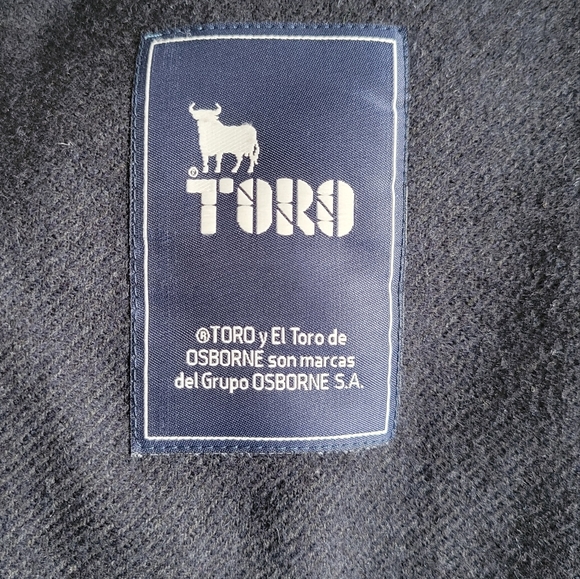 ®
TORO
®TORO y El Toro de
OSBORNE son marcas
del Grupo OSBORNE S.A.